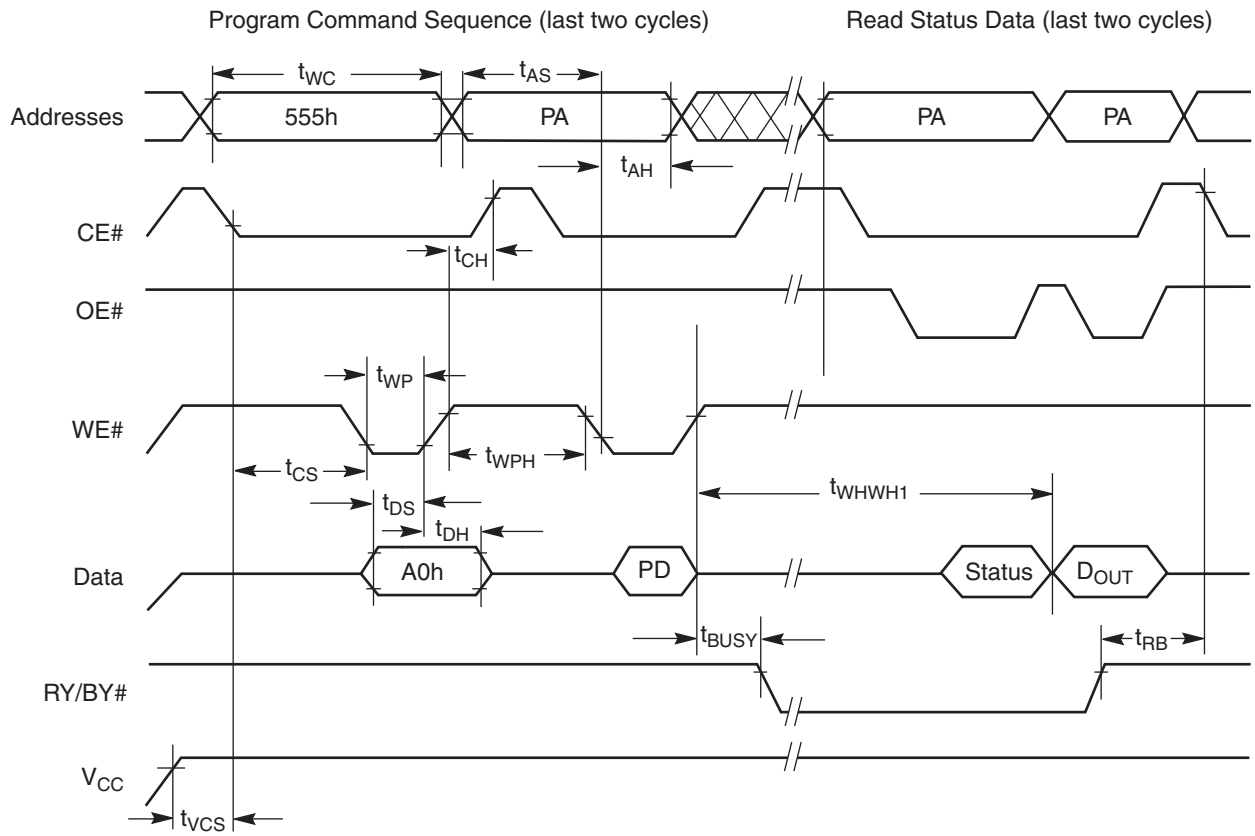 Program Command Sequence (last two cycles)
Read Status Data (last two cycles)
tWC
tAS
Addresses
555h
PA
PA
PA
tAH
CE#
tCH
OE#
tWP
WE#
tWPH
tCS
tWHWH1
tDS
tDH
Data
A0h
PD
Status
DOUT
tBUSY
tRB
RY/BY#
VCC
tVCS